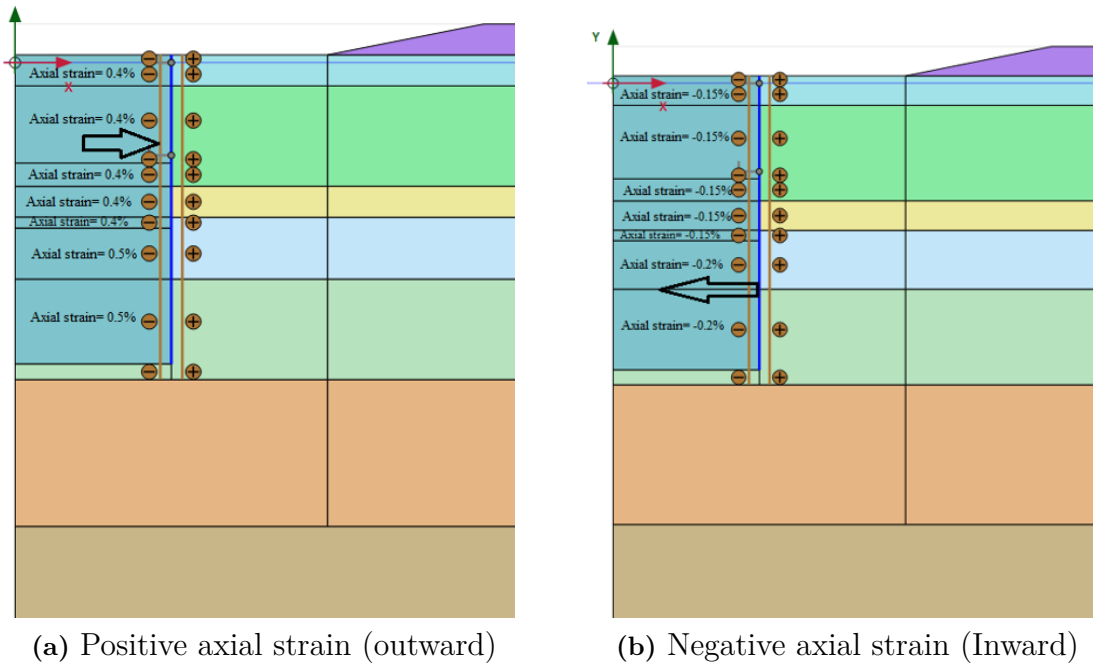 Axial strain= 0.4%
X
Axial strain= 0.4%
Axial strain= 0.4%
Axial strain= 0.4%
Axial strain= 0.4%
Axial strain= 0.5%
Axial strain= 0.5%
(a) Positive axial strain (outward)
Y
Axial strain= -0.15%
X
Axial strain= -0.15%
Axial strain= -0.15%
Axial strain= -0.15%
Axial strain= -0.15%
Axial strain= -0.2%
Axial strain= -0.2%
(b) Negative axial strain (Inward)